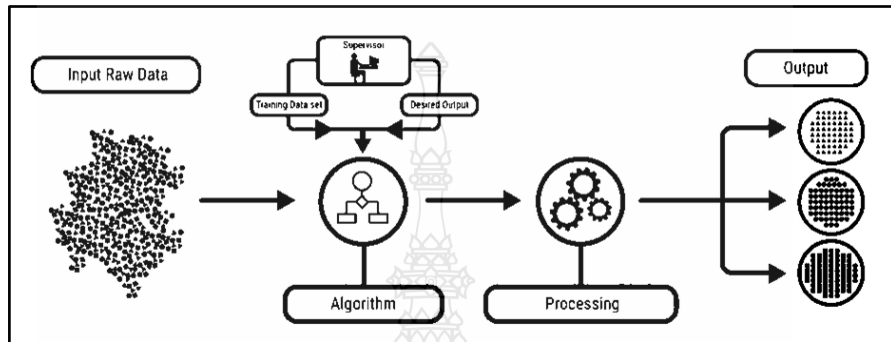 Input Raw Data
Supervisor
Training Data set
Desired Output
Algorithm
Processing
Output